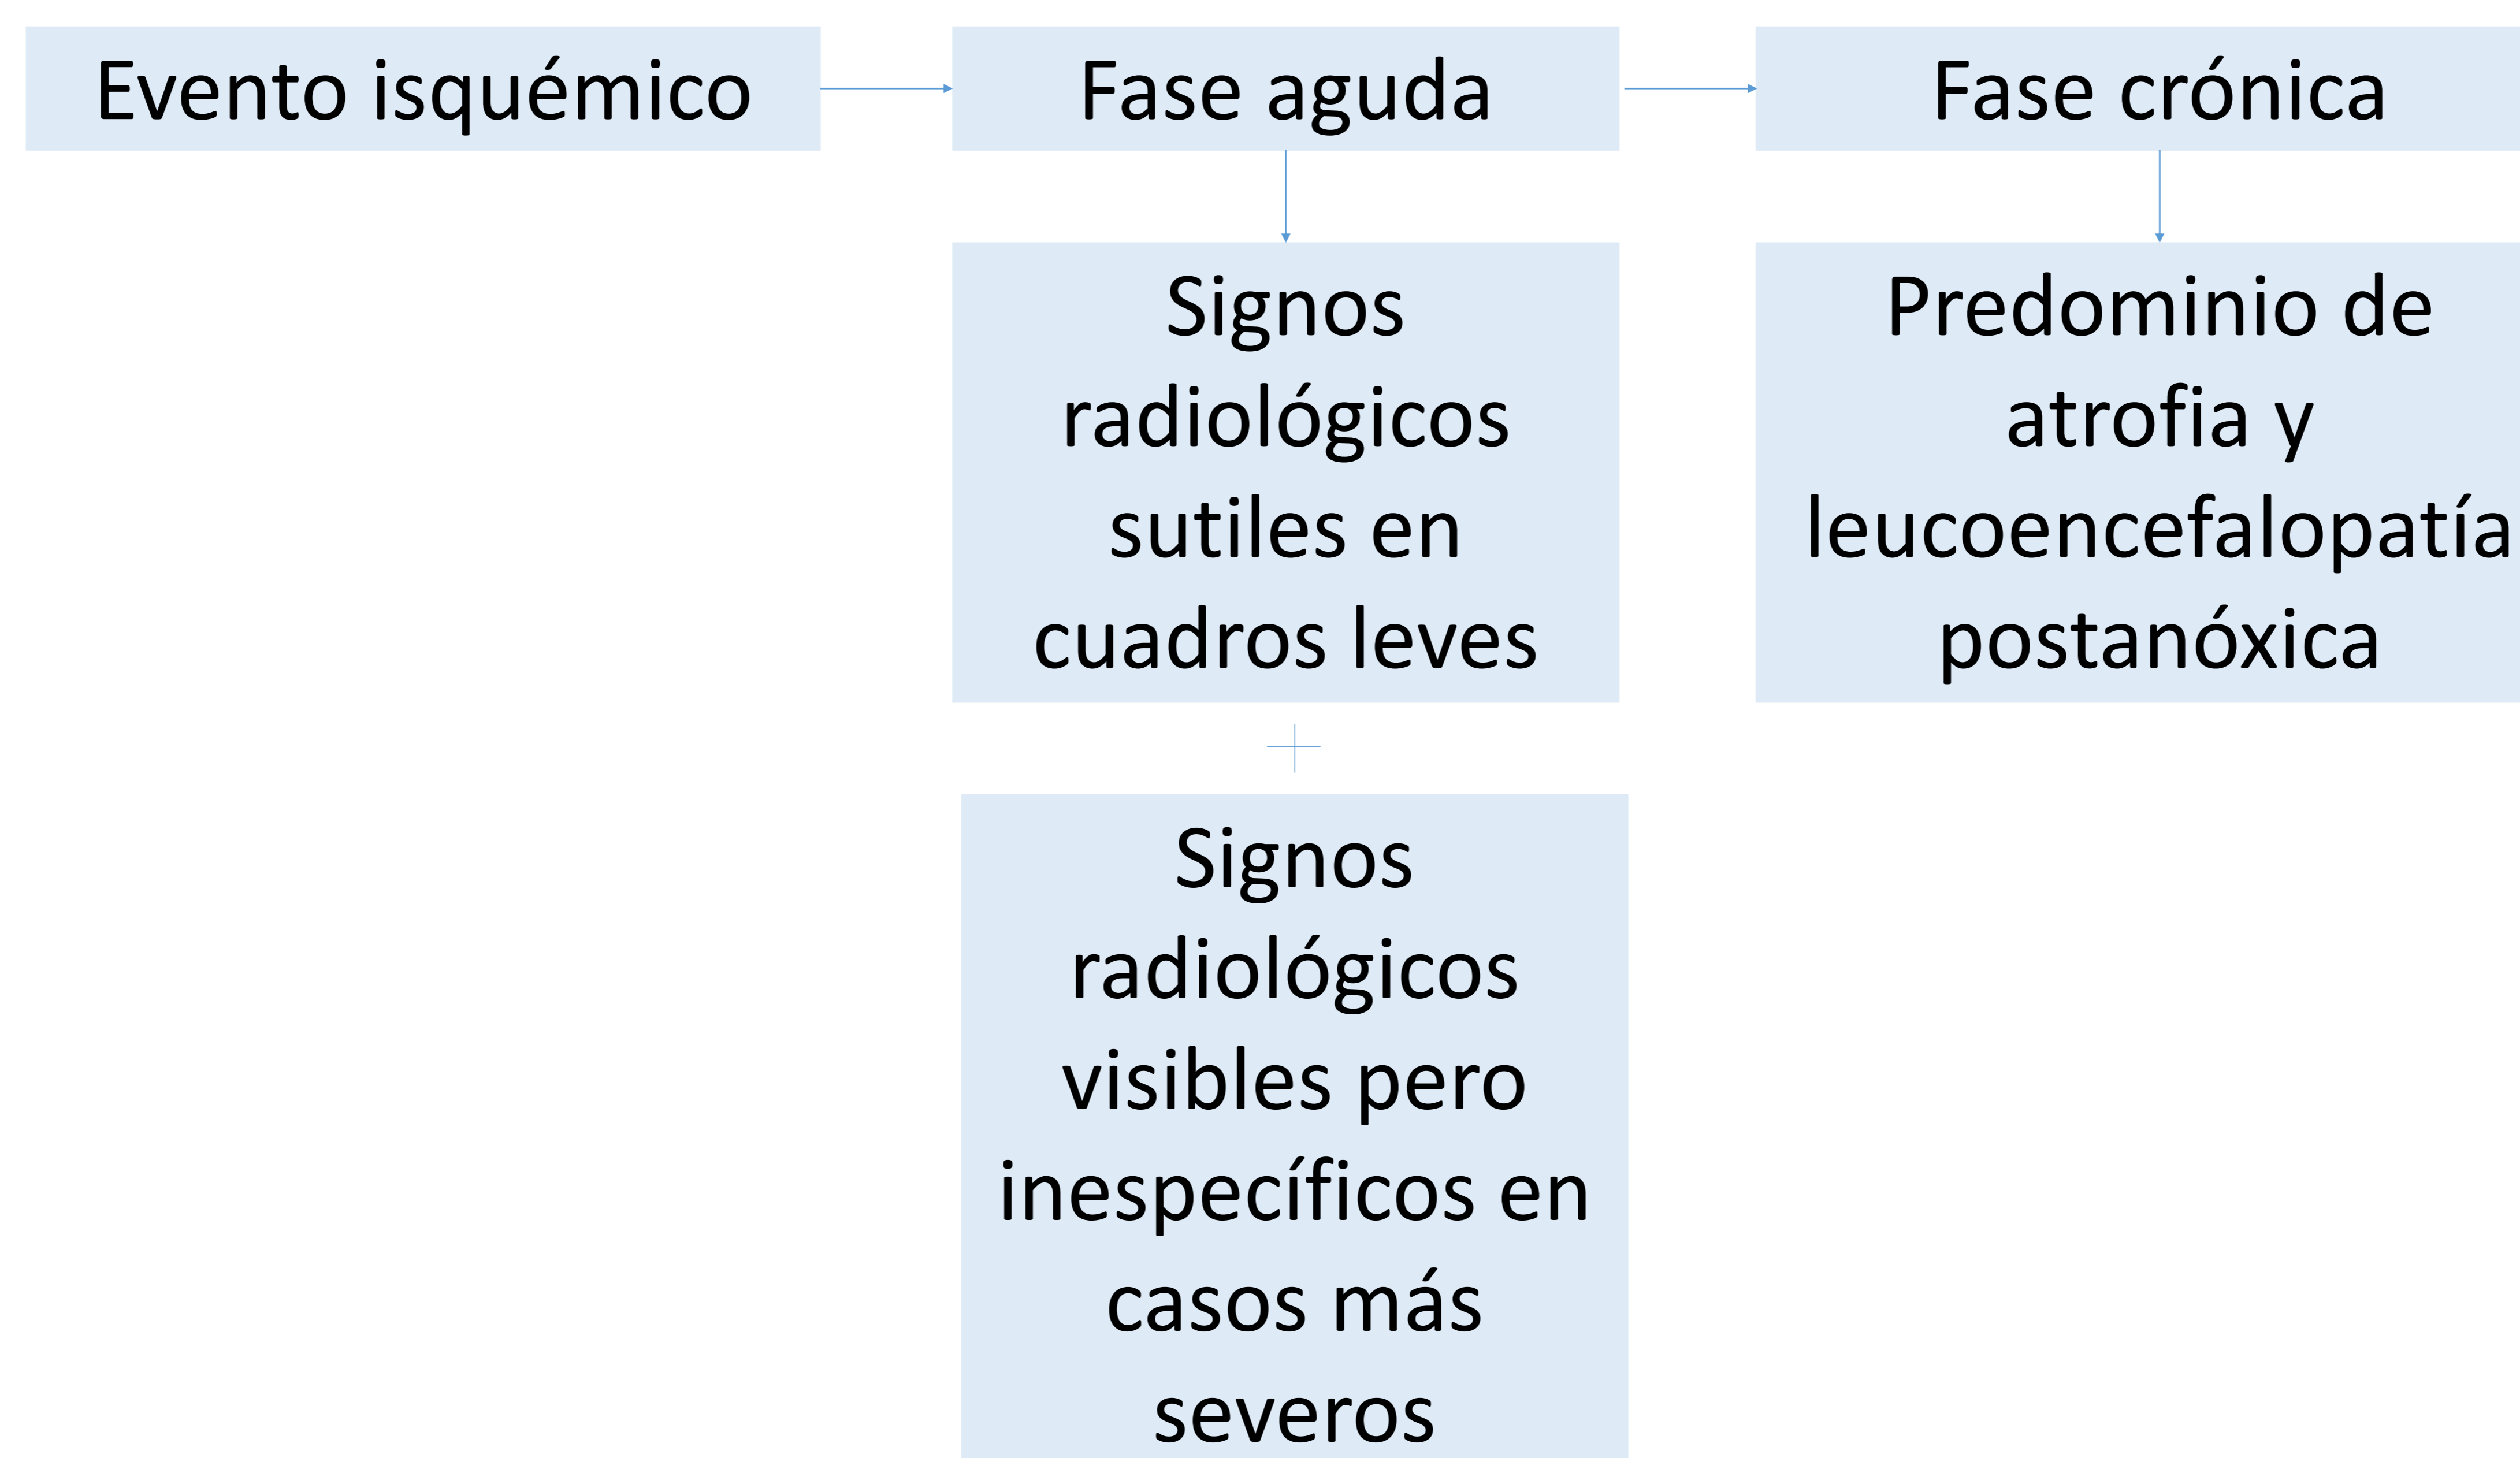 Evento isquémico
Fase aguda
Fase crónica
Signos
radiológicos
sutiles en
cuadros leves
Predominio de
atrofia y
leucoencefalopatía
postanóxica
Signos
radiológicos
visibles pero
inespecíficos en
casos más
severos